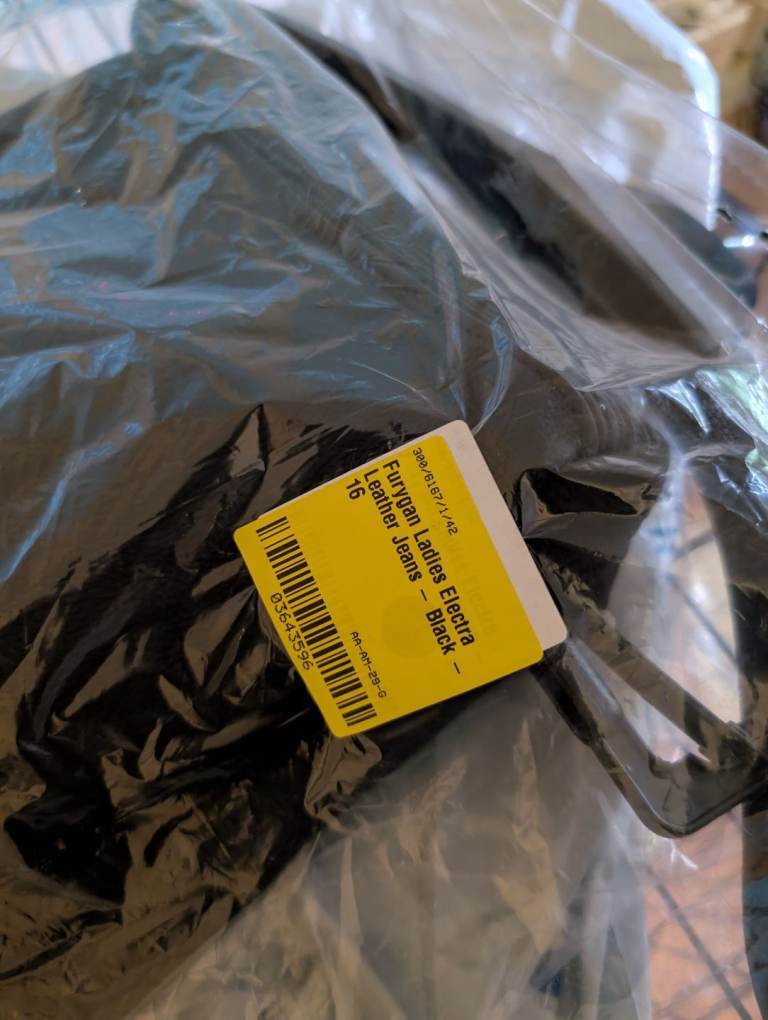 300/6167/1/42
Furygan Ladies Electra
Leather Jeans – Black –
16
AA-AM-29-G
03643596